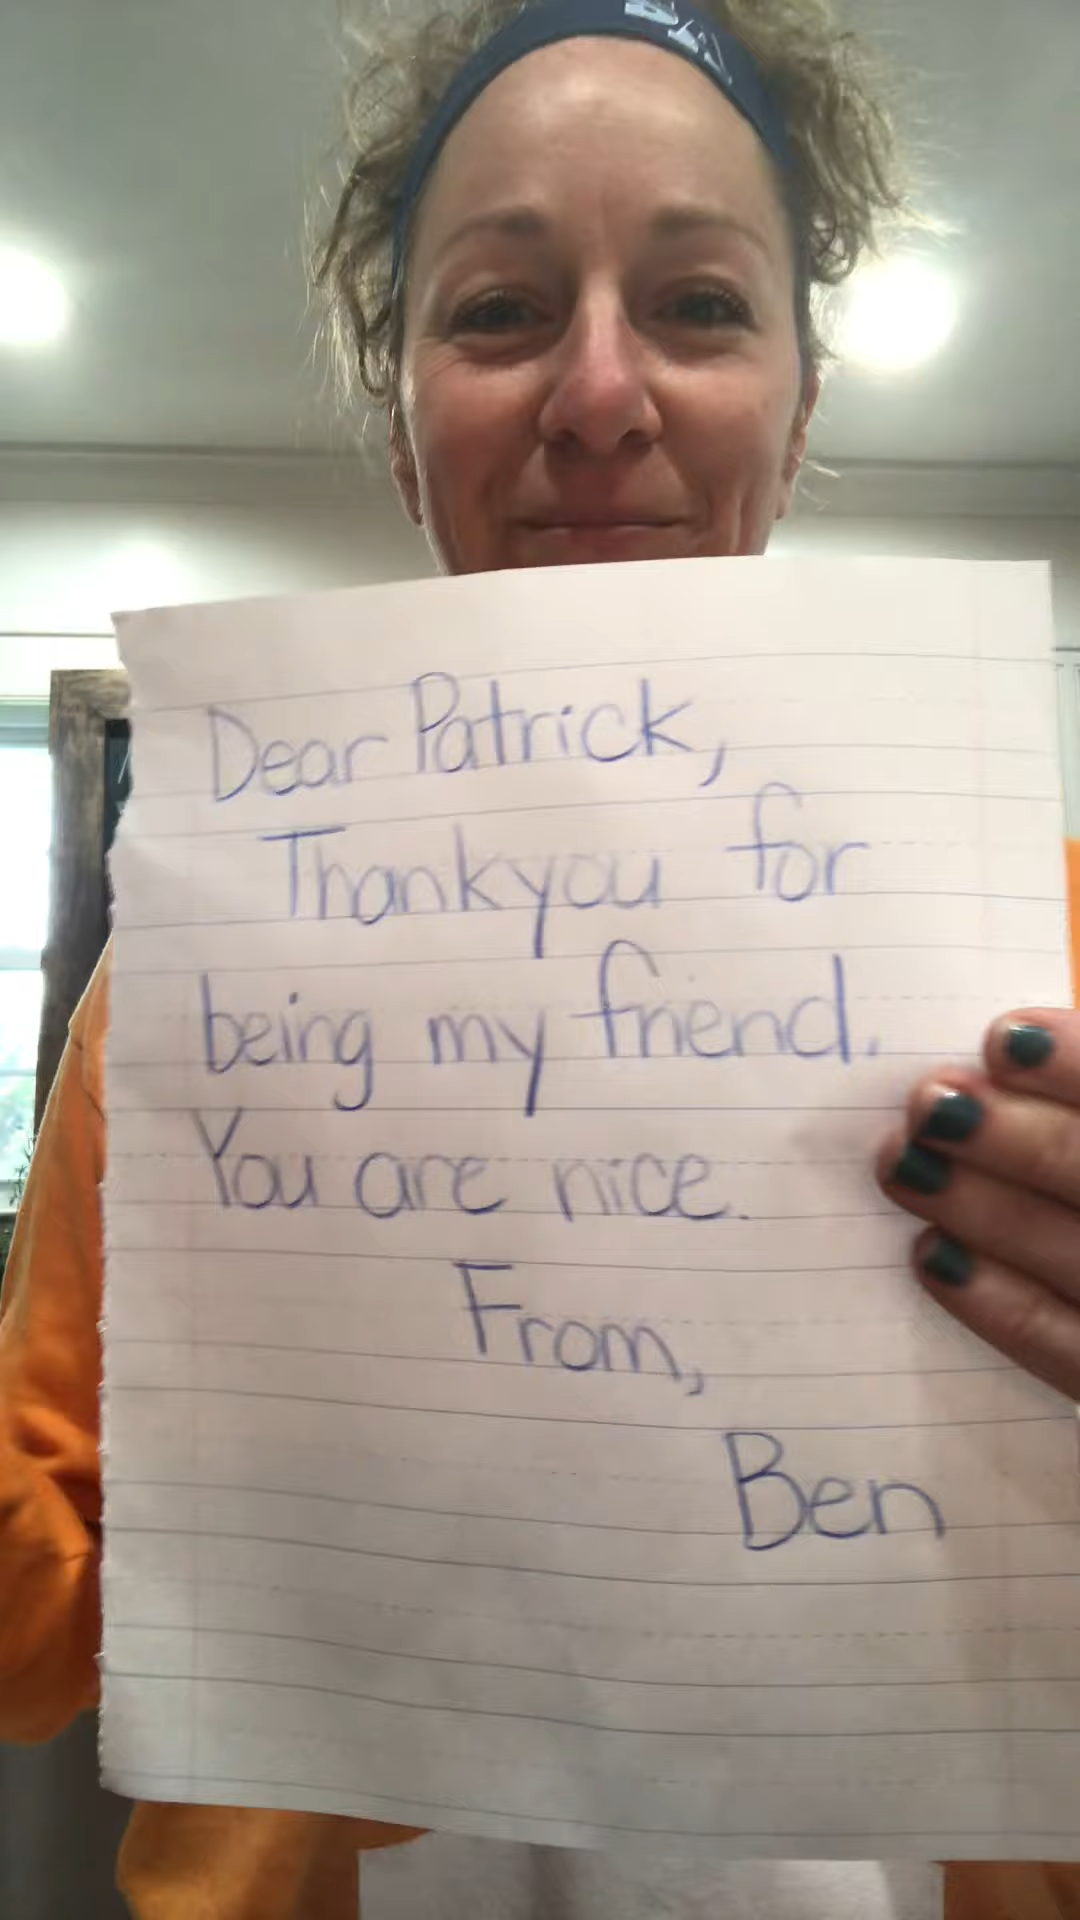 Dear Patrick,
Thankyou for
being my friend.
You are nice.
From,
Ben